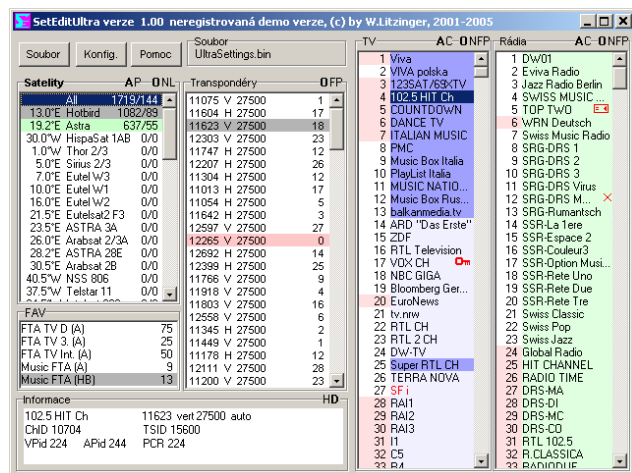 SetEditUltra verze 1.00 neregistrovaná demo verze, (c) by W.Litzinger, 2001-2005
Soubor
Konfig.
Pomoc
Soubor
UltraSettings.bin
Satelity AP ONL
All 1719/144
13.0°E Hotbird 1082/89
19.2°E Astra 637/55
30.0°W HispaSat 1AB 0/0
1.0°W Thor 2/3 0/0
5.0°E Sirius 2/3 0/0
7.0°E Eutel W3 0/0
10.0°E Eutel W1 0/0
16.0°E Eutel W2 0/0
21.5°E Eutelsat2 F3 0/0
23.5°E ASTRA 3A 0/0
26.0°E Arabsat 2/3A 0/0
28.2°E ASTRA 28E 0/0
30.5°E Arabsat 2B 0/0
40.5°W NSS 806 0/0
37.5°W Telstar 11 0/0
FAV
FTA TV D (A) 75
FTA TV 3. (A) 25
FTA TV Int. (A) 50
Music FTA (A) 9
Music FTA (HB) 13
Transpondéry OFP
11075 V 27500 1
11604 H 27500 17
11623 V 27500 18
12303 V 27500 23
11747 H 27500 12
12207 H 27500 26
11304 H 27500 12
11013 H 27500 17
11054 H 27500 5
11642 H 27500 3
12597 V 27500 27
12265 V 27500 0
12692 H 27500 14
12399 H 27500 25
11766 V 27500 9
11918 V 27500 4
11803 V 27500 16
12558 V 27500 6
11345 H 27500 2
11449 V 27500 1
11178 H 27500 12
12111 V 27500 28
11200 V 27500 23
Informace HD
102.5 HIT Ch 11623 vert 27500 auto
ChID 10704 TSID 15600
VPid 224 APid 244 PCR 224
TV AC ONFP
1 Viva
2 VIVA polska
3 123SAT/69XTV
4 102.5 HIT Ch
5 COUNTDOWN
6 DANCE TV
7 ITALIAN MUSIC
8 PMC
9 Music Box Italia
10 PlayList Italia
11 MUSIC NATIO...
12 Music Box Rus...
13 balkanmedia.tv
14 ARD "Das Erste"
15 ZDF
16 RTL Television
17 VOX CH
18 NBC GIGA
19 Bloomberg Ger...
20 EuroNews
21 tv.nrw
22 RTL CH
23 RTL 2 CH
24 DW-TV
25 Super RTL CH
26 TERRA NOVA
27 SF i
28 RAI1
29 RAI2
30 RAI3
31 I1
32 C5
33 R4
Rádia AC ONFP
1 DW01
2 Eviva Radio
3 Jazz Radio Berlin
4 SWISS MUSIC ...
5 TOP TWO
6 WRN Deutsch
7 Swiss Music Radio
8 SRG-DRS 1
9 SRG-DRS 2
10 SRG-DRS 3
11 SRG-DRS Virus
12 SRG-DRS M...
13 SRG-Rumantsch
14 SSR-La 1ere
15 SSR-Espace 2
16 SSR-Couleur3
17 SSR-Option Musi...
18 SSR-Rete Uno
19 SSR-Rete Due
20 SSR-Rete Tre
21 Swiss Classic
22 Swiss Pop
23 Swiss Jazz
24 Global Radio
25 HIT CHANNEL
26 RADIO TIME
27 DRS-MA
28 DRS-DI
29 DRS-MC
30 DRS-CO
31 RTL 102.5
32 R.CLASSICA
33 RADIODUE